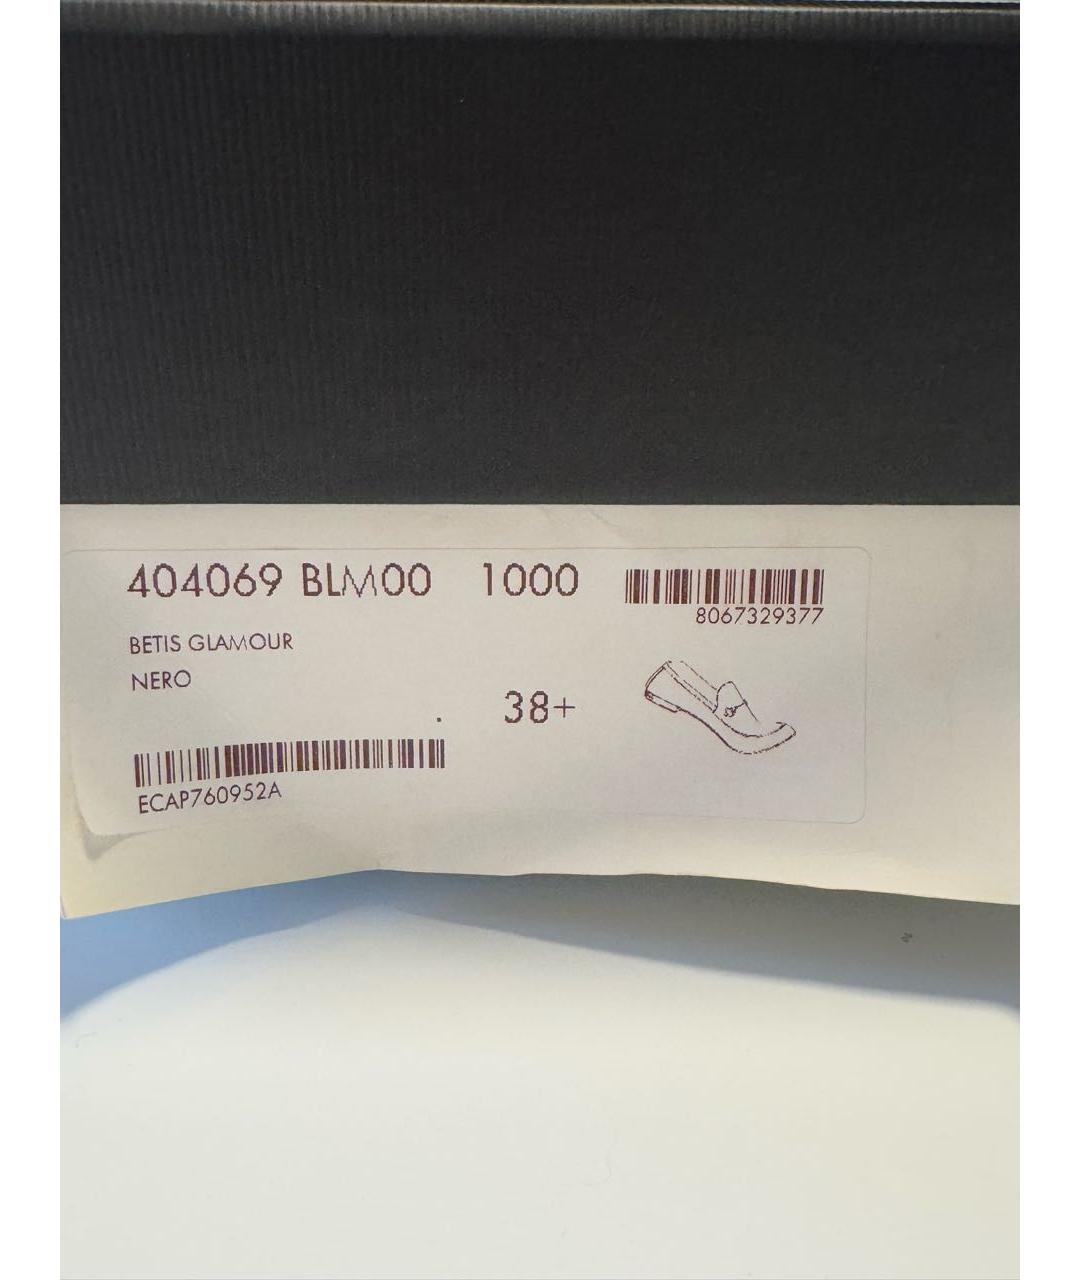 404069 BLM00 1000
8067329377
BETIS GLAMOUR
NERO
38+
ECAP760952A